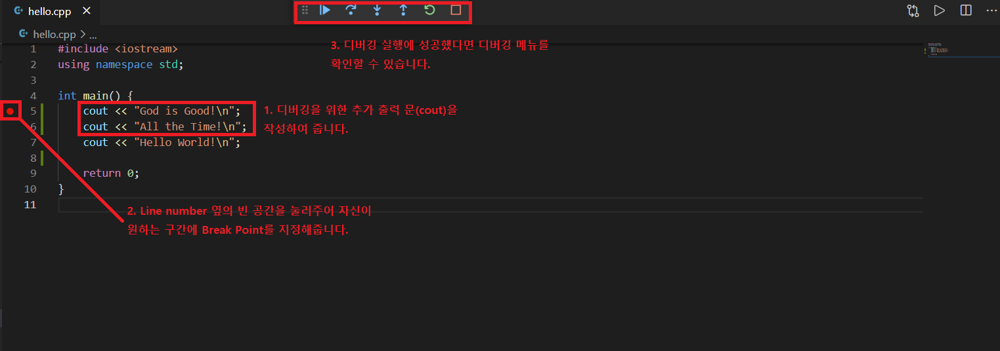 hello.cpp
hello.cpp > ...
3. 디버깅 실행에 성공했다면 디버깅 메뉴를
확인할 수 있습니다.
1 #include <iostream>
2 using namespace std;
3
4 int main() {
5 cout << "God is Good!\n";
6 cout << "All the Time!\n";
7 cout << "Hello World!\n";
8
9 return 0;
10 }
11
1. 디버깅을 위한 추가 출력 문(cout)을
작성하여 줍니다.
2. Line number 옆의 빈 공간을 눌러주어 자신이
원하는 구간에 Break Point를 지정해줍니다.